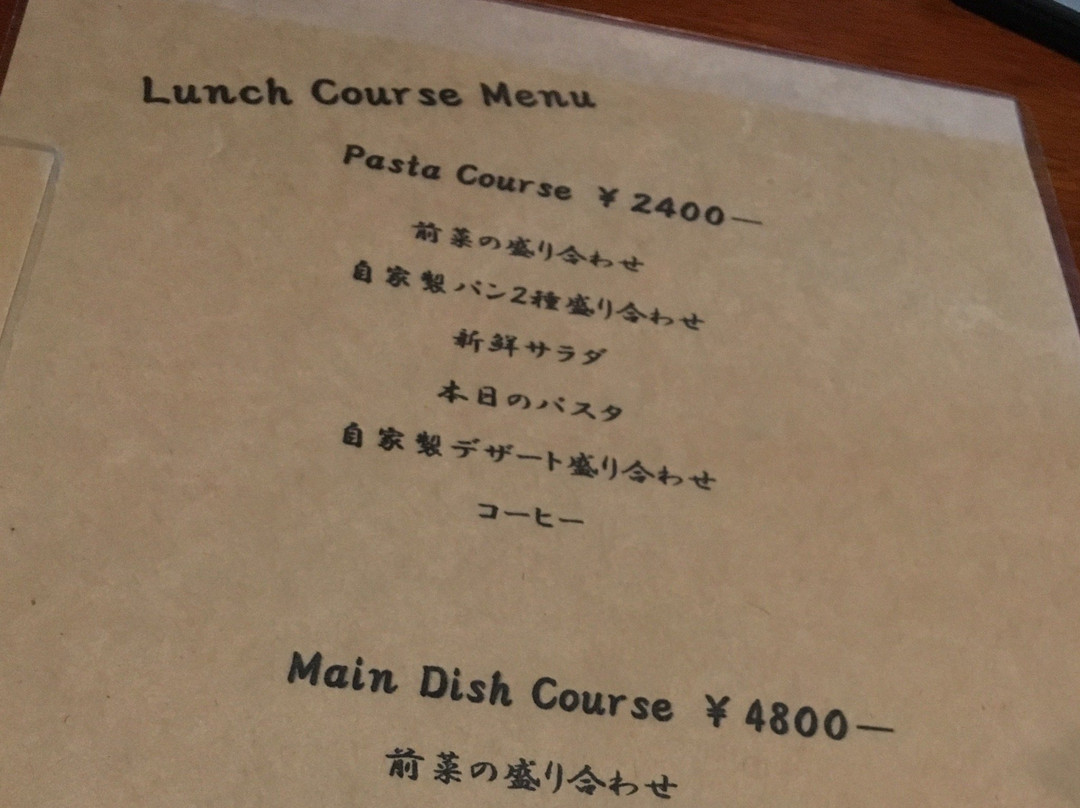 Lunch Course Menu
Pasta Course ¥2400—
前菜の盛り合わせ
自家製パン2種盛り合わせ
新鮮サラダ
本日のパスタ
自家製デザート盛り合わせ
コーヒー
Main Dish Course ¥4800—
前菜の盛り合わせ